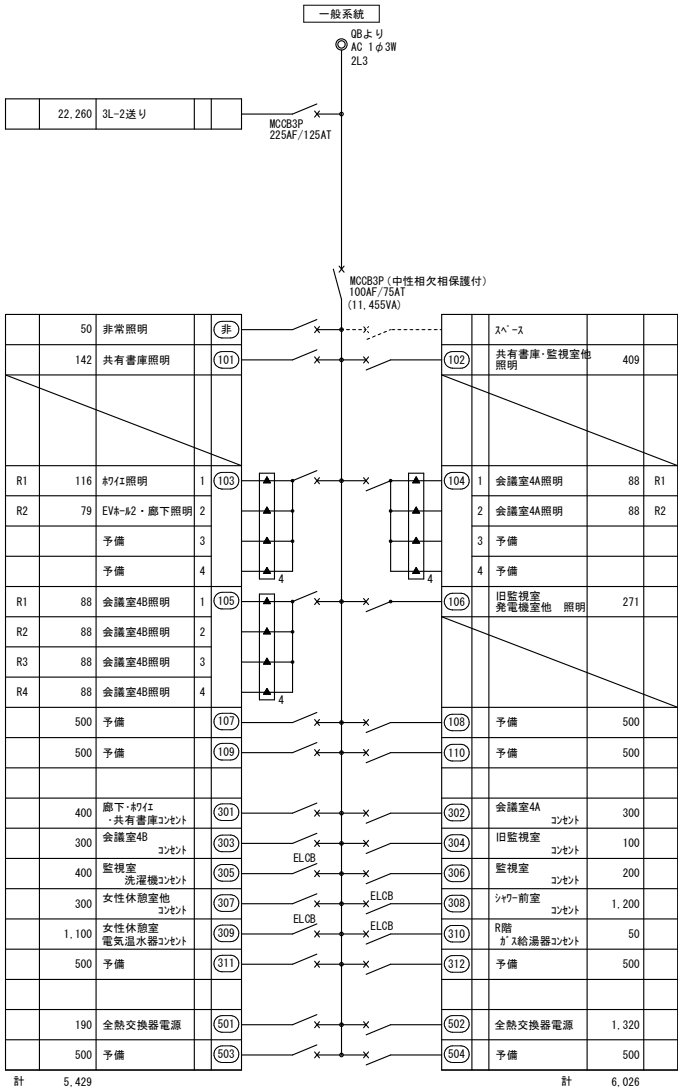 一般系統
QBより
AC 1φ3W
2L3
22,260 3L-2送り
MCCB3P
225AF/125AT
MCCB3P(中性相欠相保護付)
100AF/75AT
(11,455VA)
50 非常照明 非 スペース
142 共有書庫照明 101 102 共有書庫・監視室他
照明 409
R1 116 ホワイエ照明 1 103 104 1 会議室4A照明 88 R1
R2 79 EVホール2・廊下照明 2 2 会議室4A照明 88 R2
予備 3 3 予備
予備 4 4 予備
4 4
R1 88 会議室4B照明 1 105 106 旧監視室
発電機室他 照明 271
R2 88 会議室4B照明 2
R3 88 会議室4B照明 3
R4 88 会議室4B照明 4
4
500 予備 107 108 予備 500
500 予備 109 110 予備 500
400 廊下・ホワイエ
・共有書庫コンセント 301 302 会議室4A
コンセント 300
300 会議室4B
コンセント 303 304 旧監視室
コンセント 100
400 監視室
洗濯機コンセント 305 ELCB 306 監視室
コンセント 200
300 女性休憩室他
コンセント 307 ELCB 308 シャワー前室
コンセント 1,200
1,100 女性休憩室
電気温水器コンセント 309 ELCB ELCB 310 R階
ガス給湯器コンセント 50
500 予備 311 312 予備 500
190 全熱交換器電源 501 502 全熱交換器電源 1,320
500 予備 503 504 予備 500
計 5,429 計 6,026